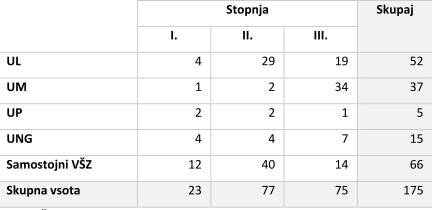 Stopnja Skupaj
I. II. III.
UL 4 29 19 52
UM 1 2 34 37
UP 2 2 1 5
UNG 4 4 7 15
Samostojni VŠZ 12 40 14 66
Skupna vsota 23 77 75 175